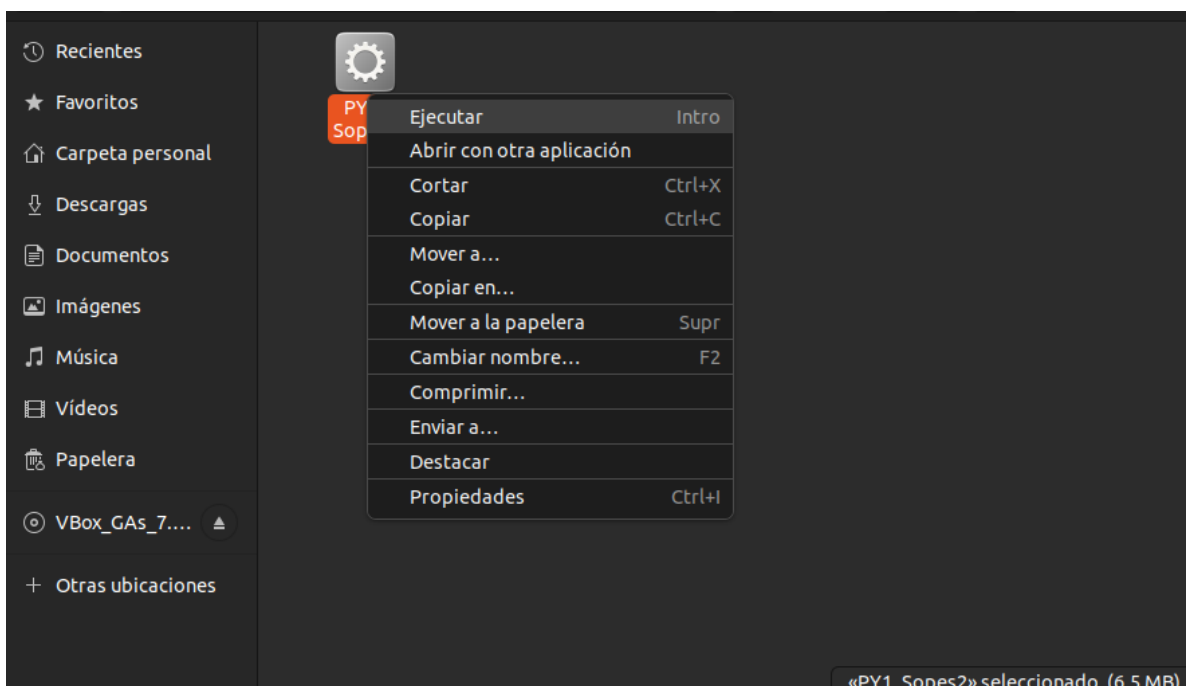 Recientes
Favoritos
Carpeta personal
Descargas
Documentos
Imágenes
Música
Vídeos
Papelera
VBox_GAs_7....
Otras ubicaciones
PY
Sop
Ejecutar Intro
Abrir con otra aplicación
Cortar Ctrl+X
Copiar Ctrl+C
Mover a...
Copiar en...
Mover a la papelera Supr
Cambiar nombre... F2
Comprimir...
Enviar a...
Destacar
Propiedades Ctrl+I
«PY1_Sopes2» seleccionado (6,5 MB)